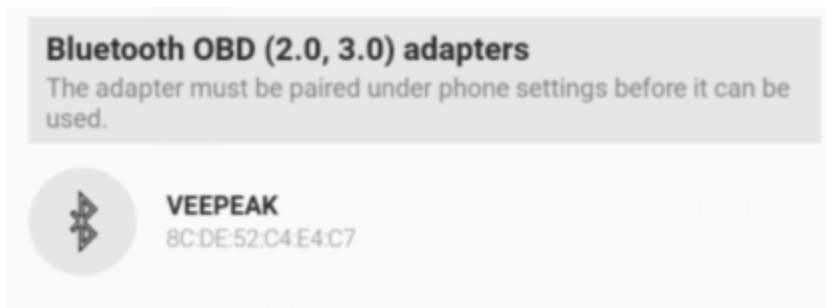 Bluetooth OBD (2.0, 3.0) adapters
The adapter must be paired under phone settings before it can be
used.
VEEPEAK
8C:DE:52:C4:E4:C7